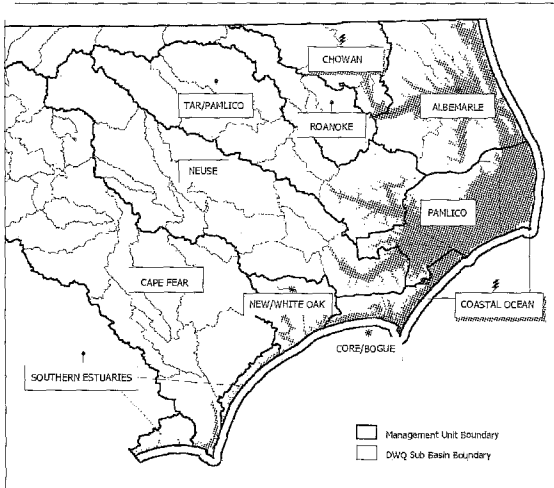 CHOWAN
TAR/PAMLICO
ALBEMARLE
ROANOKE
NEUSE
PAMLICO
CAPE FEAR
NEW/WHITE OAK
COASTAL OCEAN
CORE/BOGUE
SOUTHERN ESTUARIES
Management Unit Boundary
DWQ Sub Basin Boundary